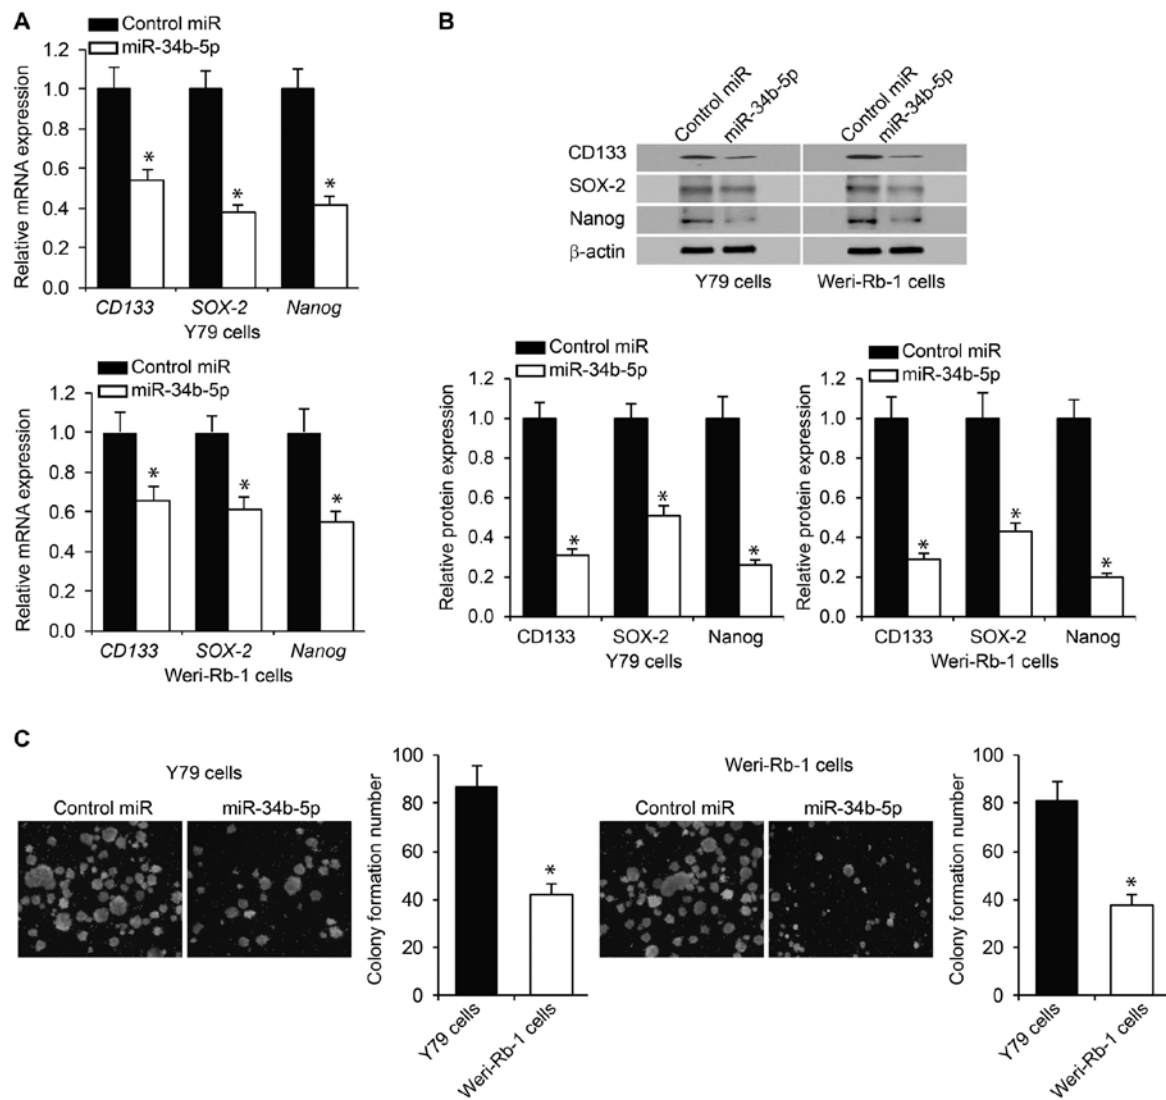 A
Control miR
miR-34b-5p
Relative mRNA expression
1.2
1.0
0.8
0.6
0.4
0.2
0.0
*
*
*
CD133 SOX-2 Nanog
Y79 cells
Control miR
miR-34b-5p
Relative mRNA expression
1.2
1.0
0.8
0.6
0.4
0.2
0.0
*
*
*
CD133 SOX-2 Nanog
Weri-Rb-1 cells
B
Control miR
miR-34b-5p
Control miR
miR-34b-5p
CD133
SOX-2
Nanog
β-actin
Y79 cells Weri-Rb-1 cells
Control miR
miR-34b-5p
Relative protein expression
1.2
1.0
0.8
0.6
0.4
0.2
0.0
*
*
*
CD133 SOX-2 Nanog
Y79 cells
Control miR
miR-34b-5p
Relative protein expression
1.2
1.0
0.8
0.6
0.4
0.2
0.0
*
*
*
CD133 SOX-2 Nanog
Weri-Rb-1 cells
C
Y79 cells
Control miR miR-34b-5p
Colony formation number
100
80
60
40
20
0
*
Y79 cells
Weri-Rb-1 cells
Weri-Rb-1 cells
Control miR miR-34b-5p
Colony formation number
100
80
60
40
20
0
*
Y79 cells
Weri-Rb-1 cells